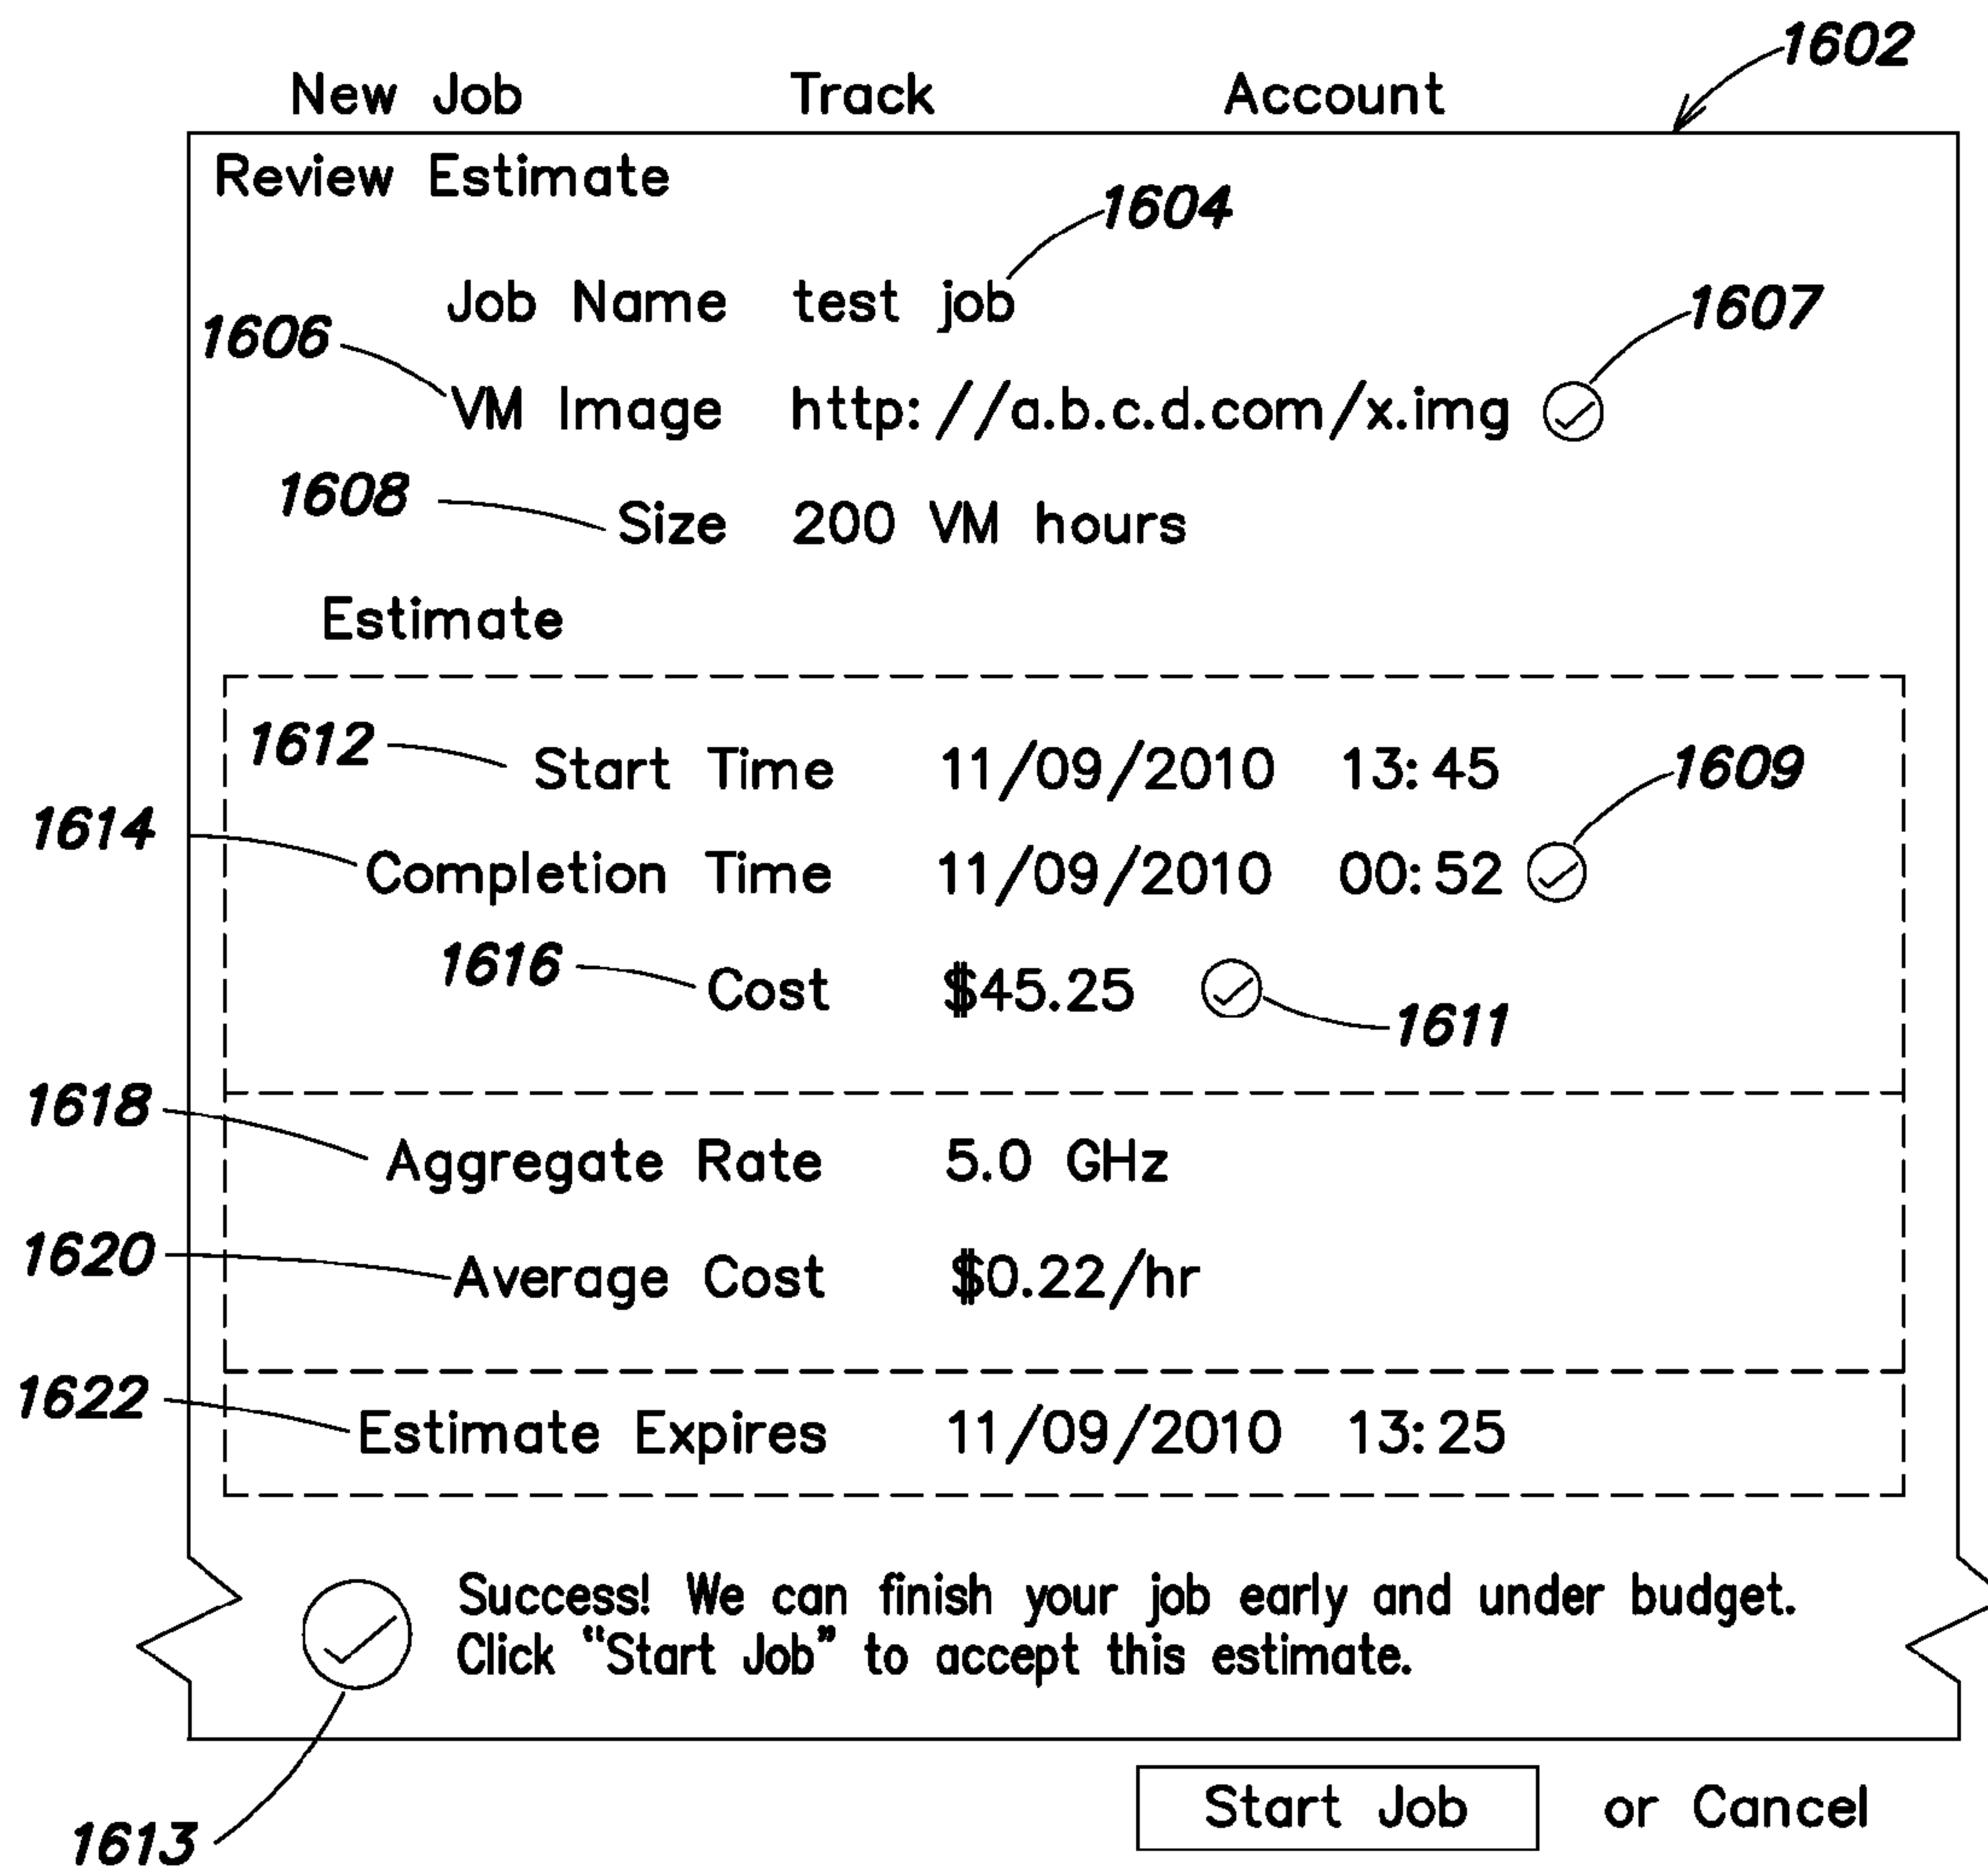 1602
New Job Track Account
Review Estimate
1604
Job Name test job
1607
1606
VM Image http://a.b.c.d.com/x.img
1608
Size 200 VM hours
Estimate
1612
Start Time 11/09/2010 13:45
1609
1614
Completion Time 11/09/2010 00:52
1616
Cost $45.25
1611
1618
Aggregate Rate 5.0 GHz
1620
Average Cost $0.22/hr
1622
Estimate Expires 11/09/2010 13:25
Success! We can finish your job early and under budget.
Click “Start Job” to accept this estimate.
Start Job or Cancel
1613